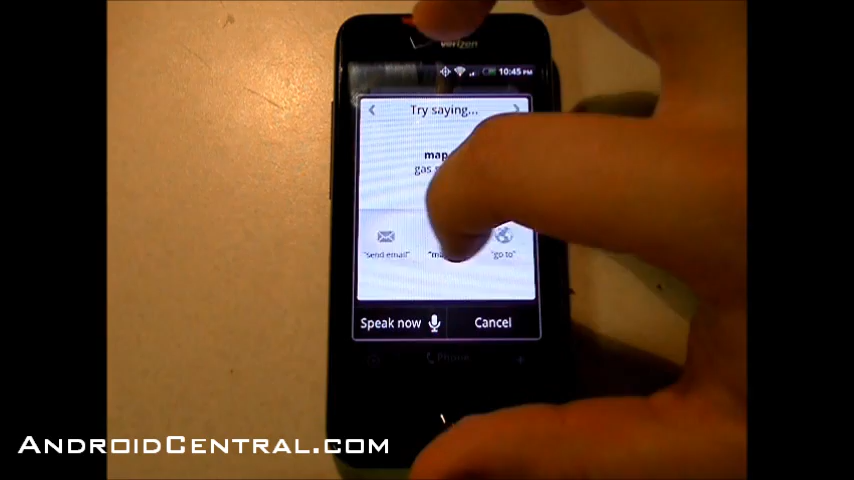 verizon
10:45 PM
Try saying...
map
gas
"send email"
"go to"
Speak now
Cancel
Phone
ANDROIDCENTRAL.COM